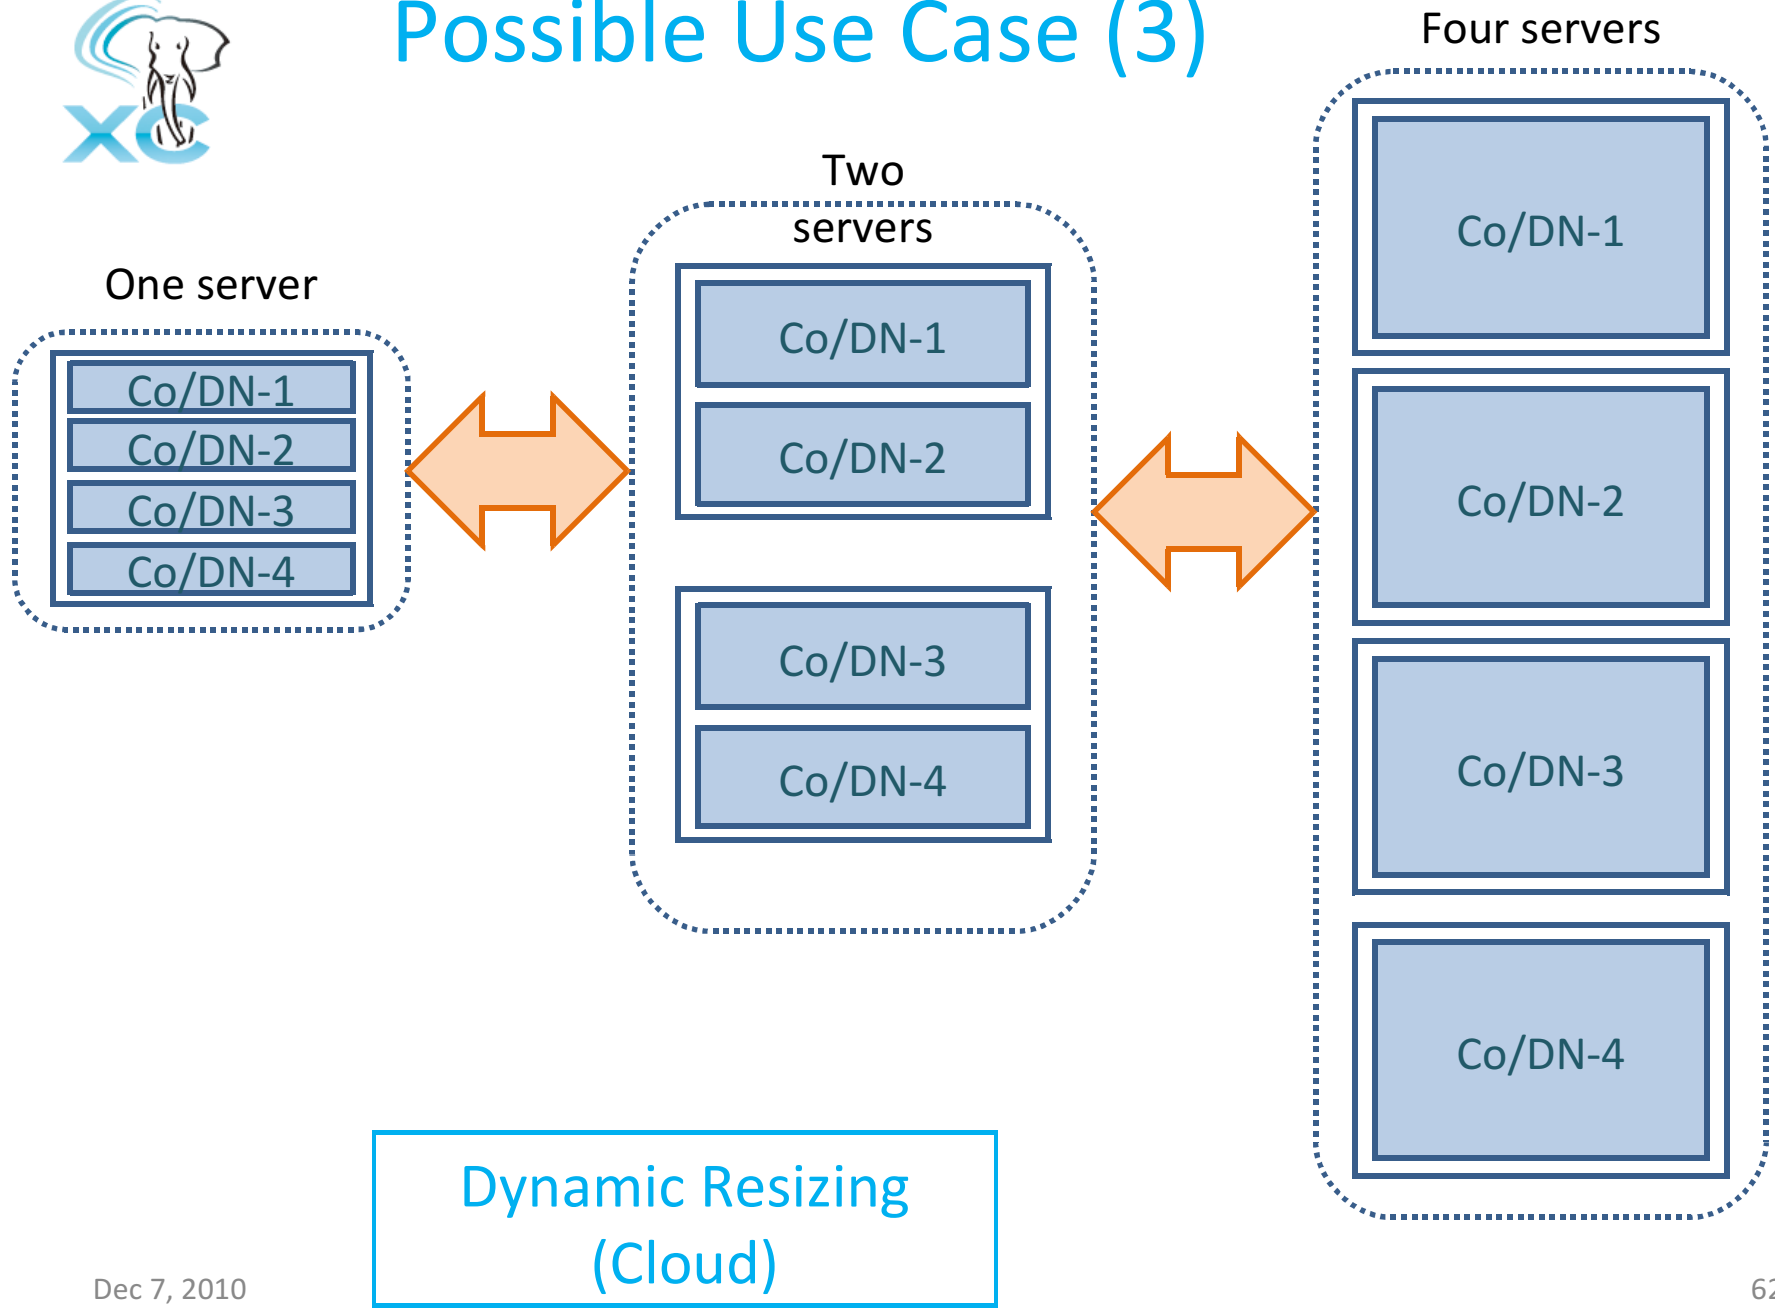 Possible Use Case (3)
XC
One server
Co/DN-1
Co/DN-2
Co/DN-3
Co/DN-4
Two
servers
Co/DN-1
Co/DN-2
Co/DN-3
Co/DN-4
Four servers
Co/DN-1
Co/DN-2
Co/DN-3
Co/DN-4
Dynamic Resizing
(Cloud)
Dec 7, 2010
62